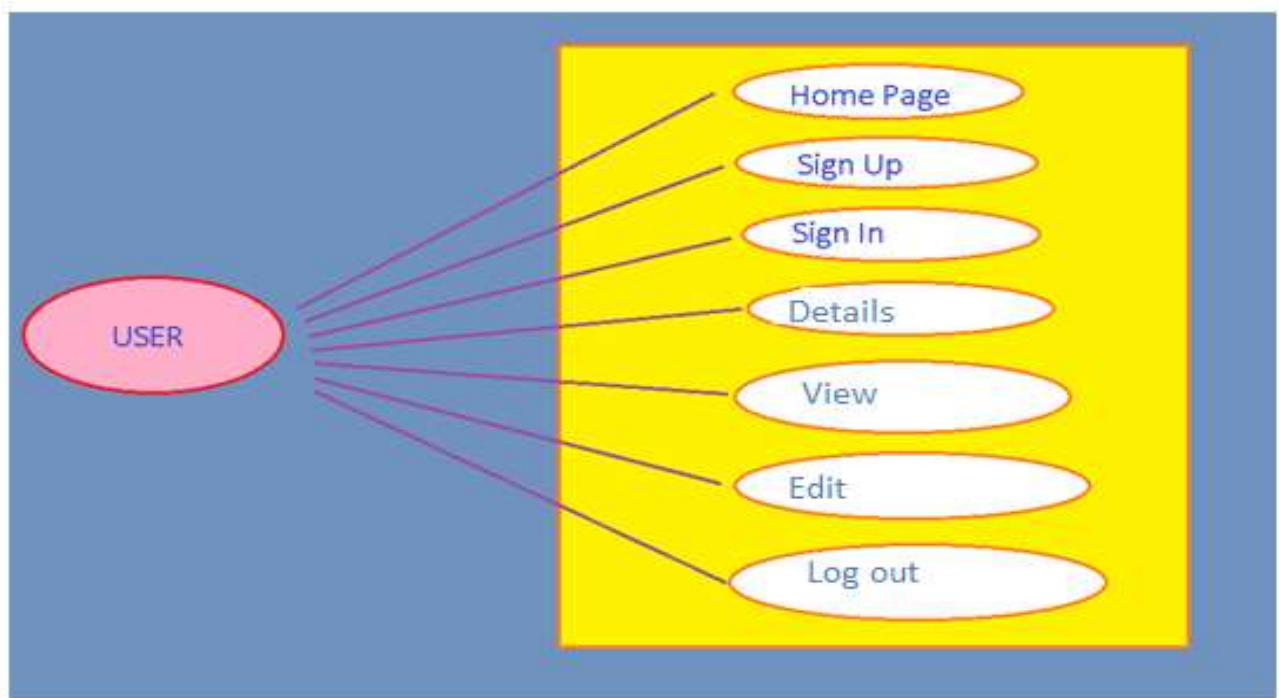 Home Page
Sign Up
Sign In
Details
USER
View
Edit
Log out